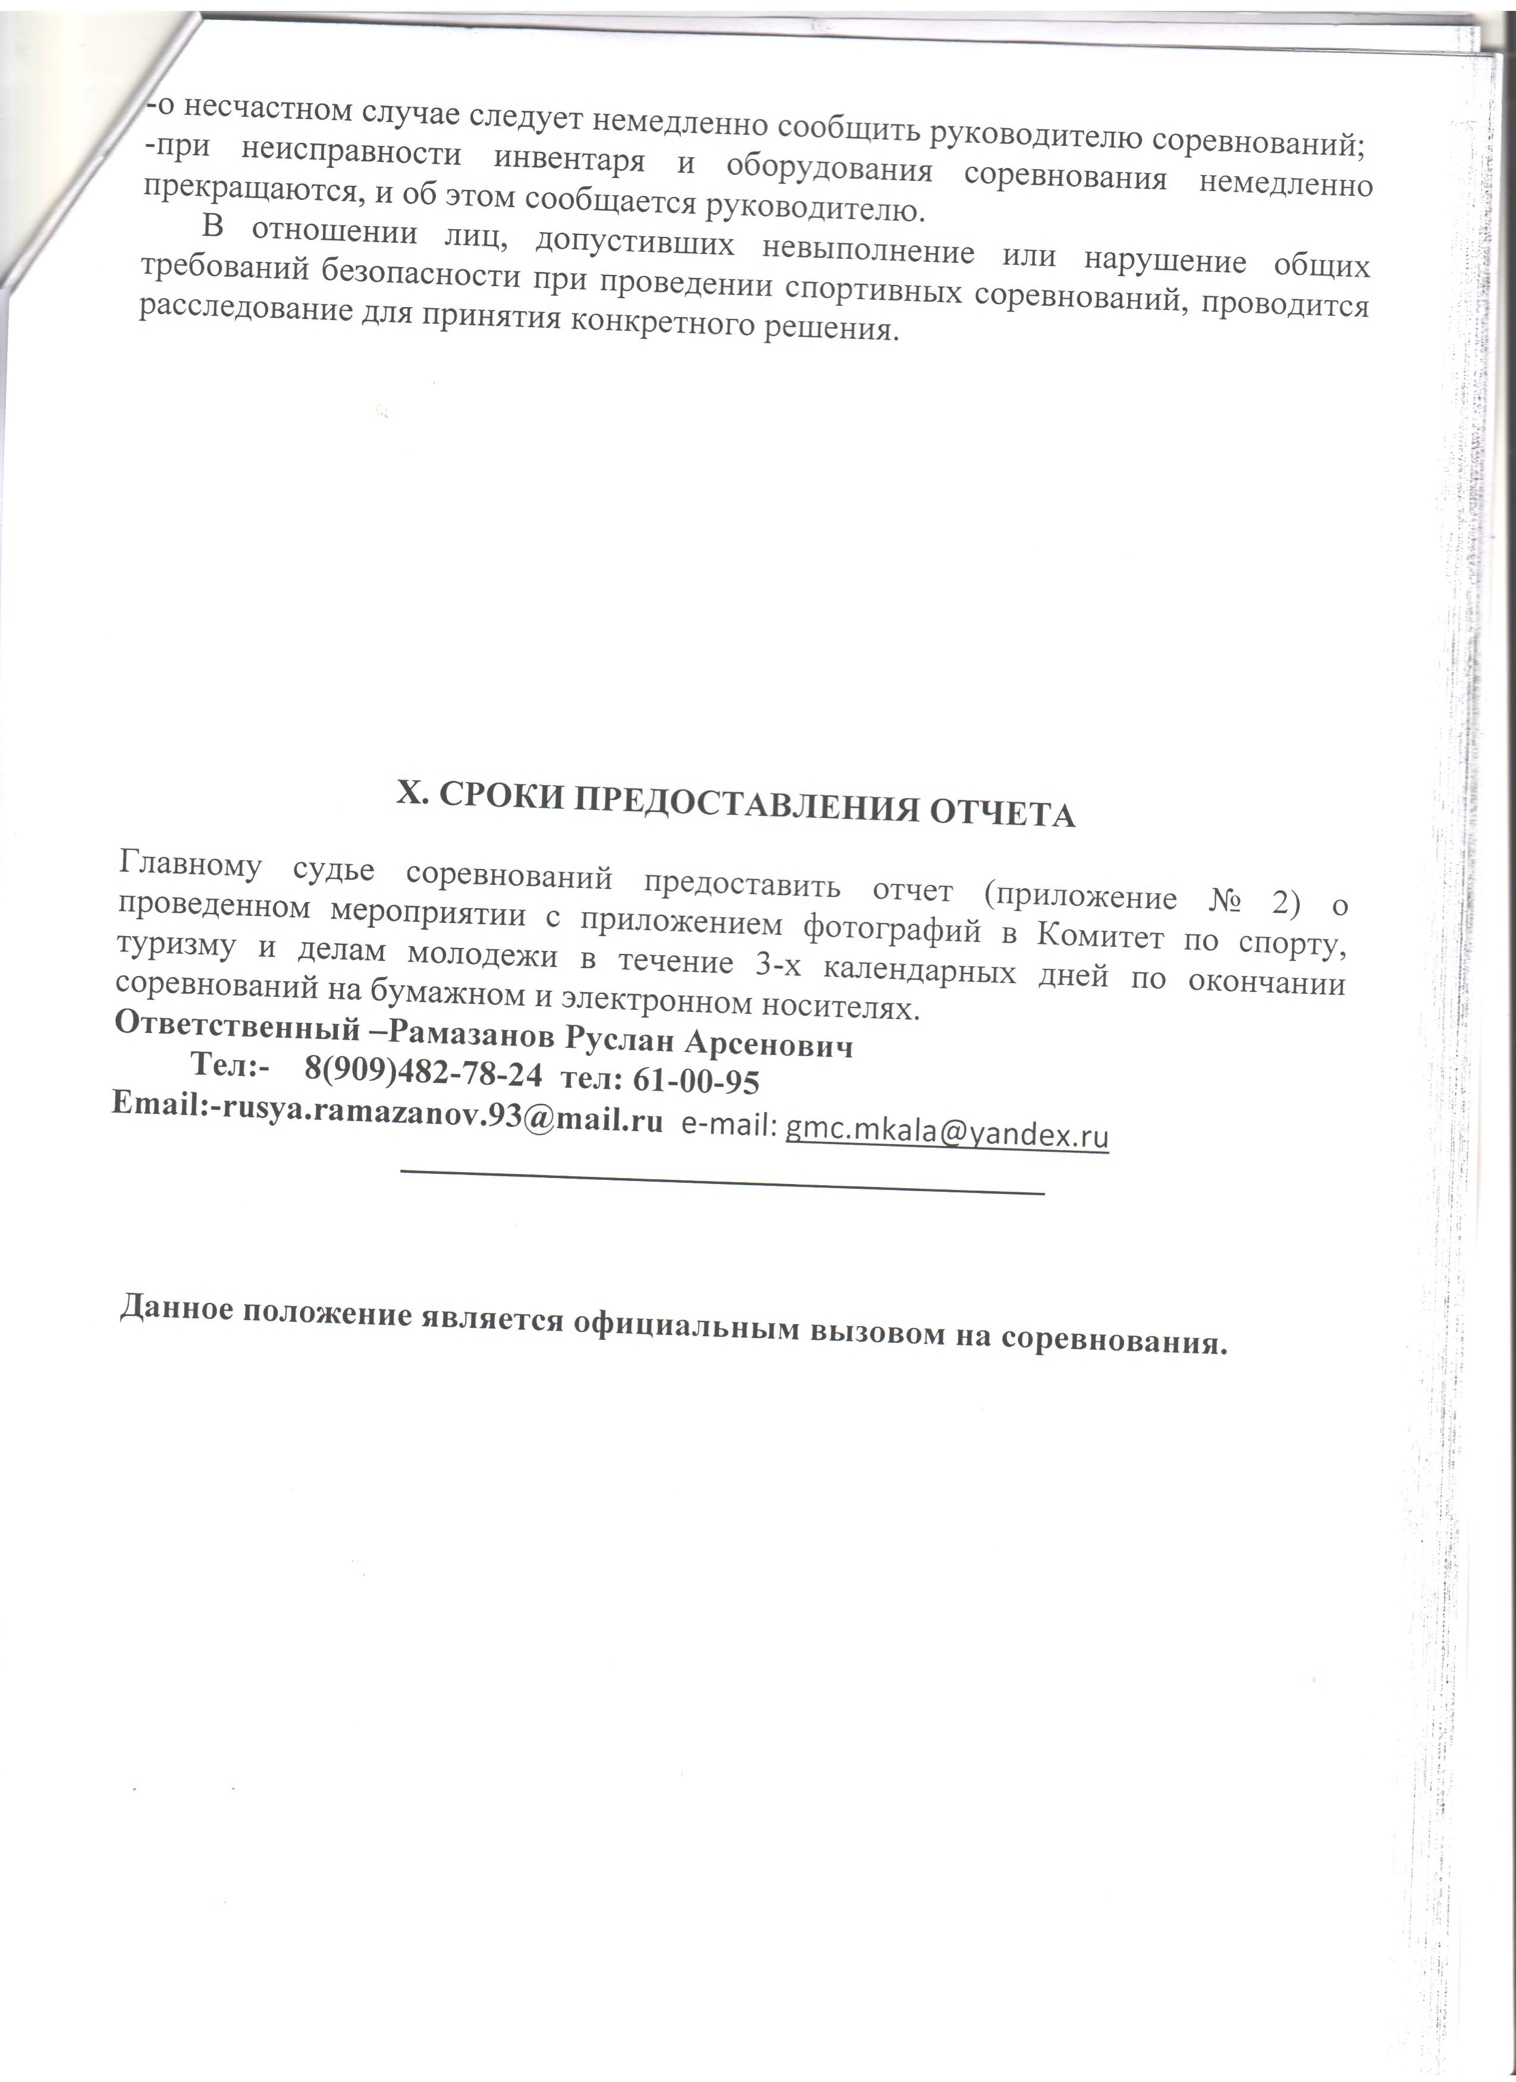 -о несчастном случае следует немедленно сообщить руководителю соревнований;
-при неисправности инвентаря и оборудования соревнования немедленно
прекращаются, и об этом сообщается руководителю.
В отношении лиц, допустивших невыполнение или нарушение общих
требований безопасности при проведении спортивных соревнований, проводится
расследование для принятия конкретного решения.
X. СРОКИ ПРЕДОСТАВЛЕНИЯ ОТЧЕТА
Главному судье соревнований предоставить отчет (приложение № 2) о
проведенном мероприятии с приложением фотографий в Комитет по спорту,
туризму и делам молодежи в течение 3-х календарных дней по окончании
соревнований на бумажном и электронном носителях.
Ответственный –Рамазанов Руслан Арсенович
Тел:- 8(909)482-78-24 тел: 61-00-95
Email:-rusya.ramazanov.93@mail.ru e-mail: gmc.mkala@yandex.ru
Данное положение является официальным вызовом на соревнования.